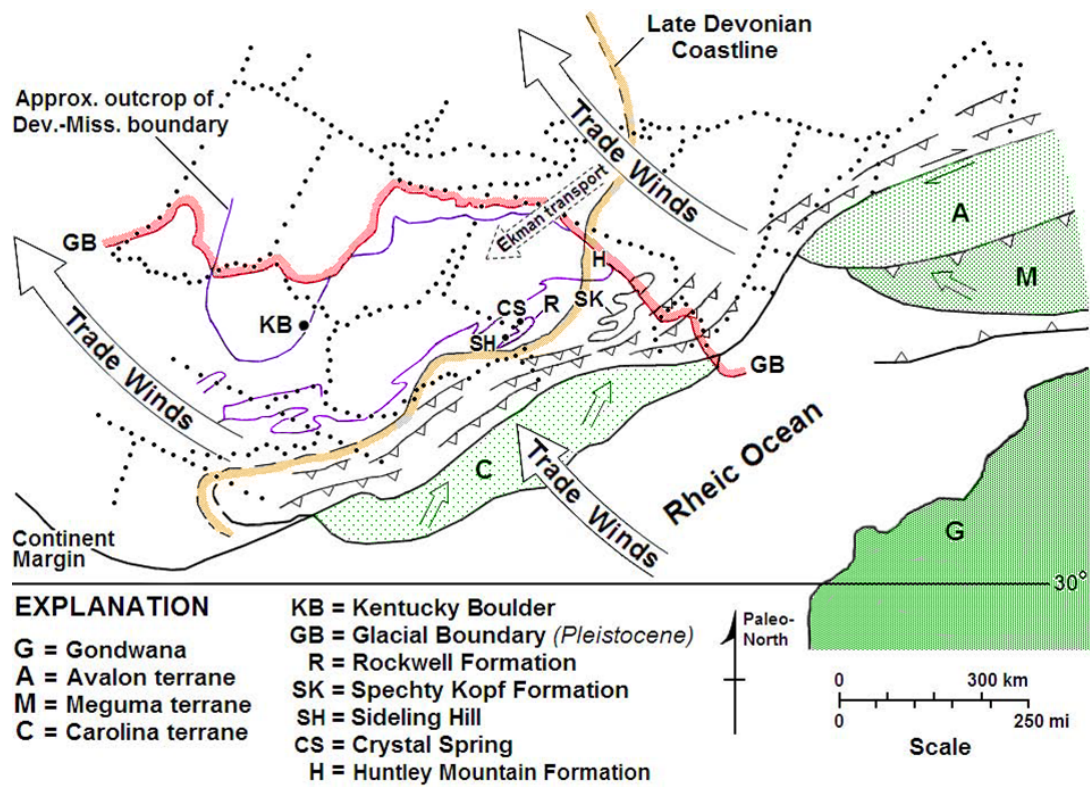 Late Devonian
Coastline
Approx. outcrop of
Dev.-Miss. boundary
Trade Winds
Ekman transport
A
GB
H
M
CS
R
SK
KB
SH
Trade Winds
GB
C
Trade Winds
Rheic Ocean
G
Continent
Margin
30°
EXPLANATION
G = Gondwana
A = Avalon terrane
M = Meguma terrane
C = Carolina terrane
KB = Kentucky Boulder
GB = Glacial Boundary (Pleistocene)
R = Rockwell Formation
SK = Spechty Kopf Formation
SH = Sideling Hill
CS = Crystal Spring
H = Huntley Mountain Formation
Paleo-
North
0 300 km
0 250 mi
Scale